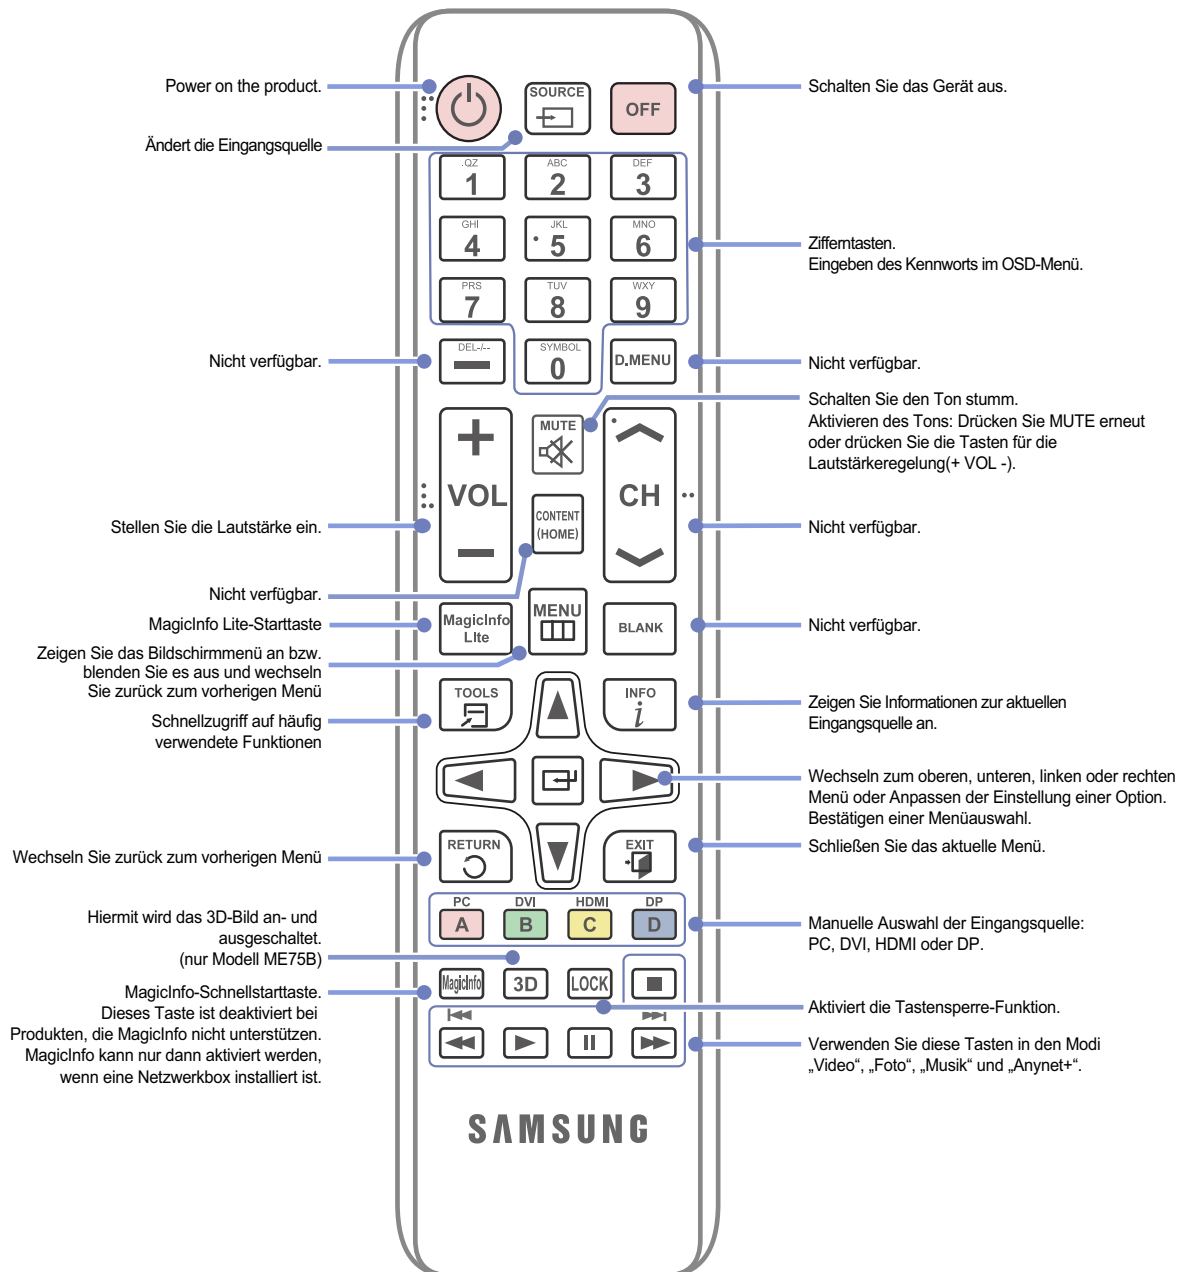 Power on the product.
SOURCE
OFF
Schalten Sie das Gerät aus.
Ändert die Eingangsquelle
.QZ
1
ABC
2
DEF
3
GHI
4
JKL
5
MNO
6
Zifferntasten.
Eingeben des Kennworts im OSD-Menü.
PRS
7
TUV
8
WXY
9
Nicht verfügbar.
DEL-/--
SYMBOL
0
D.MENU
Nicht verfügbar.
Schalten Sie den Ton stumm.
Aktivieren des Tons: Drücken Sie MUTE erneut
oder drücken Sie die Tasten für die
Lautstärkeregelung(+ VOL -).
MUTE
VOL
CH
Stellen Sie die Lautstärke ein.
CONTENT
(HOME)
Nicht verfügbar.
Nicht verfügbar.
MagicInfo Lite-Starttaste
MagicInfo
LIte
MENU
BLANK
Nicht verfügbar.
Zeigen Sie das Bildschirmmenü an bzw.
blenden Sie es aus und wechseln
Sie zurück zum vorherigen Menü
TOOLS
INFO
i
Zeigen Sie Informationen zur aktuellen
Eingangsquelle an.
Schnellzugriff auf häufig
verwendete Funktionen
Wechseln zum oberen, unteren, linken oder rechten
Menü oder Anpassen der Einstellung einer Option.
Bestätigen einer Menüauswahl.
Wechseln Sie zurück zum vorherigen Menü
RETURN
EXIT
Schließen Sie das aktuelle Menü.
PC
DVI
HDMI
DP
A
B
C
D
Manuelle Auswahl der Eingangsquelle:
PC, DVI, HDMI oder DP.
Hiermit wird das 3D-Bild an- und
ausgeschaltet.
(nur Modell ME75B)
MagicInfo
3D
LOCK
Aktiviert die Tastensperre-Funktion.
MagicInfo-Schnellstarttaste.
Dieses Taste ist deaktiviert bei
Produkten, die MagicInfo nicht unterstützen.
MagicInfo kann nur dann aktiviert werden,
wenn eine Netzwerkbox installiert ist.
Verwenden Sie diese Tasten in den Modi
„Video“, „Foto“, „Musik“ und „Anynet+“.
SAMSUNG